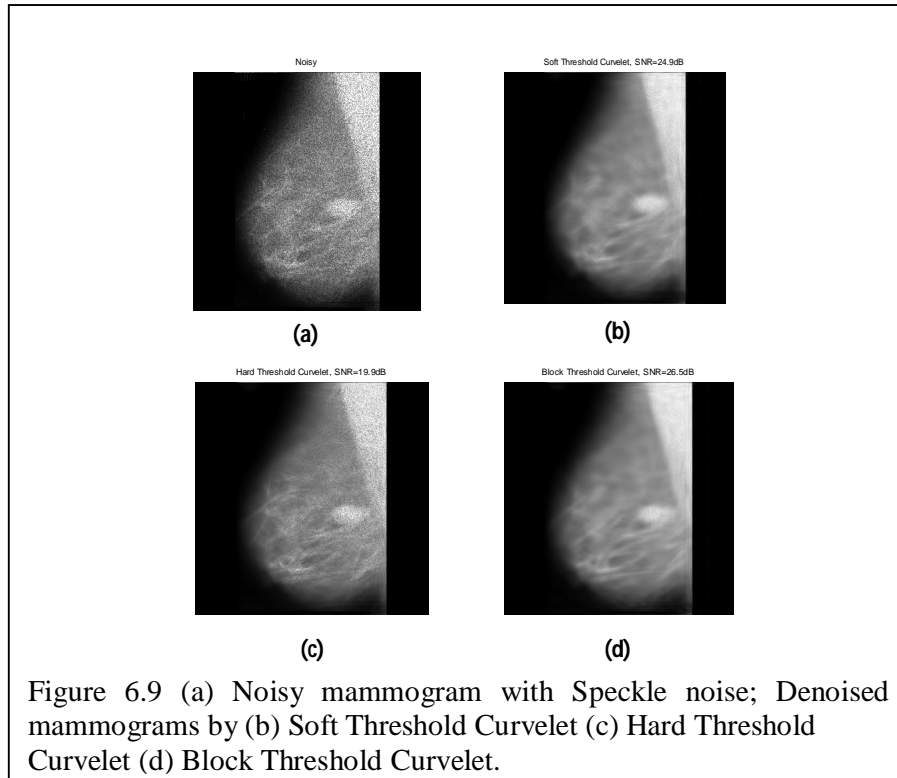 Noisy
Soft Threshold Curvelet, SNR=24.9dB
(a)
(b)
Hard Threshold Curvelet, SNR=19.9dB
Block Threshold Curvelet, SNR=26.5dB
(c)
(d)
Figure 6.9 (a) Noisy mammogram with Speckle noise; Denoised
mammograms by (b) Soft Threshold Curvelet (c) Hard Threshold
Curvelet (d) Block Threshold Curvelet.